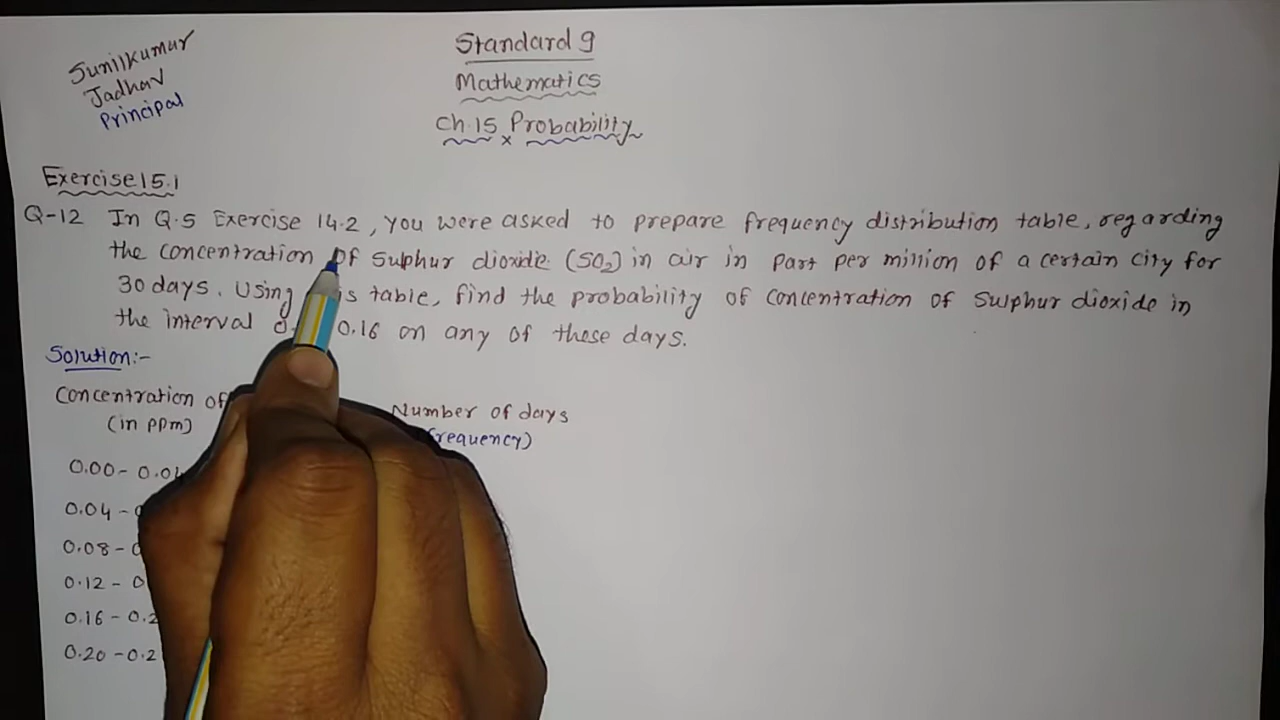 Sunilkumar
Jadhav
Principal
Standard 9
Mathematics
Ch.15 Probability
Exercise 15.1
Q-12 In Q.5 Exercise 14.2, you were asked to prepare frequency distribution table, regarding
the concentration of Sulphur dioxide (SO2) in air in part per million of a certain city for
30 days. Using table, find the probability of concentration of Sulphur dioxide in
the interval 0.16 on any of these days.
Solution:-
Concentration of
(in ppm)
Number of days
frequency)
0.00 - 0.04
0.04 -
0.08 -
0.12 -
0.16 - 0.2
0.20 - 0.2